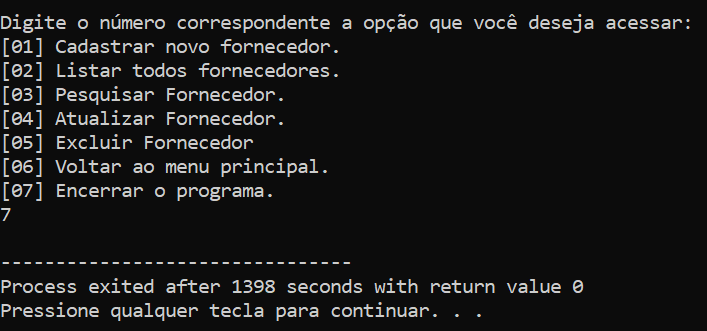 Digite o número correspondente a opção que você deseja acessar:
[01] Cadastrar novo fornecedor.
[02] Listar todos fornecedores.
[03] Pesquisar Fornecedor.
[04] Atualizar Fornecedor.
[05] Excluir Fornecedor
[06] Voltar ao menu principal.
[07] Encerrar o programa.
7
--------------------------------
Process exited after 1398 seconds with return value 0
Pressione qualquer tecla para continuar. . .